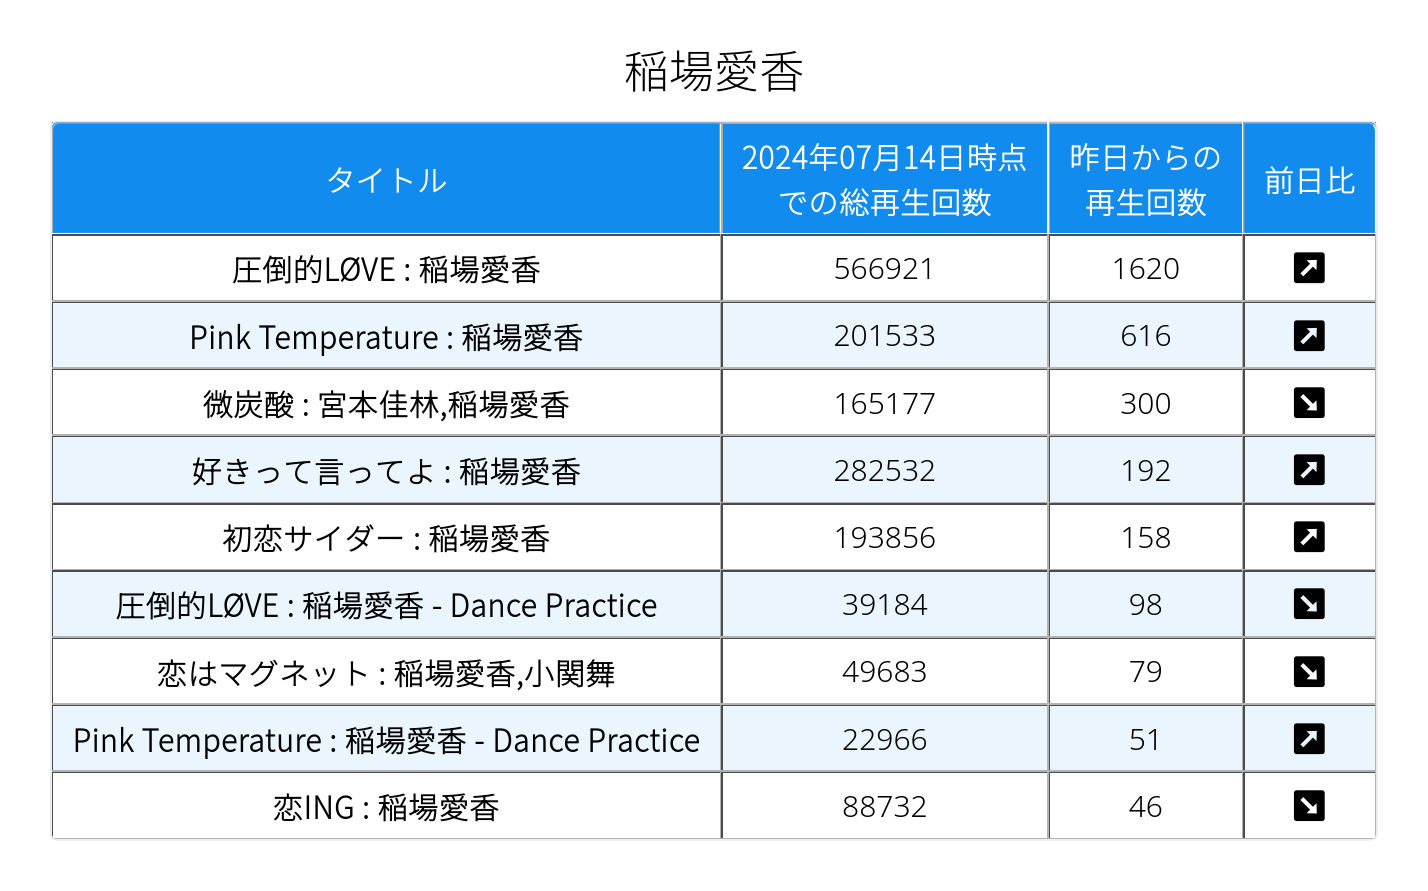 稲場愛香
タイトル 2024年07月14日時点での総再生回数 昨日からの再生回数 前日比
圧倒的LØVE : 稲場愛香 566921 1620
Pink Temperature : 稲場愛香 201533 616
微炭酸 : 宮本佳林,稲場愛香 165177 300
好きって言ってよ : 稲場愛香 282532 192
初恋サイダー : 稲場愛香 193856 158
圧倒的LØVE : 稲場愛香 - Dance Practice 39184 98
恋はマグネット : 稲場愛香,小関舞 49683 79
Pink Temperature : 稲場愛香 - Dance Practice 22966 51
恋ING : 稲場愛香 88732 46